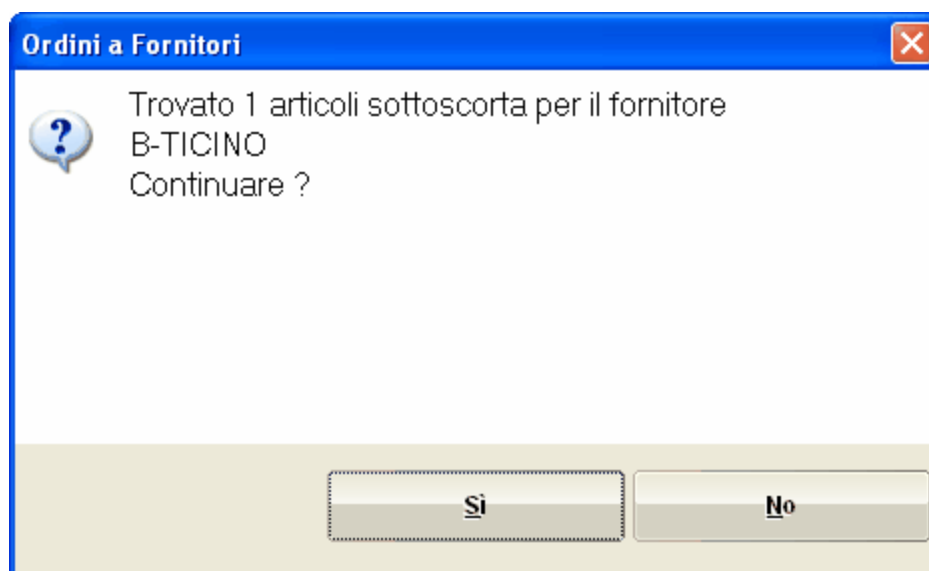 Ordini a Fornitori
Trovato 1 articoli sottoscorta per il fornitore
B-TICINO
Continuare ?
Sì
No